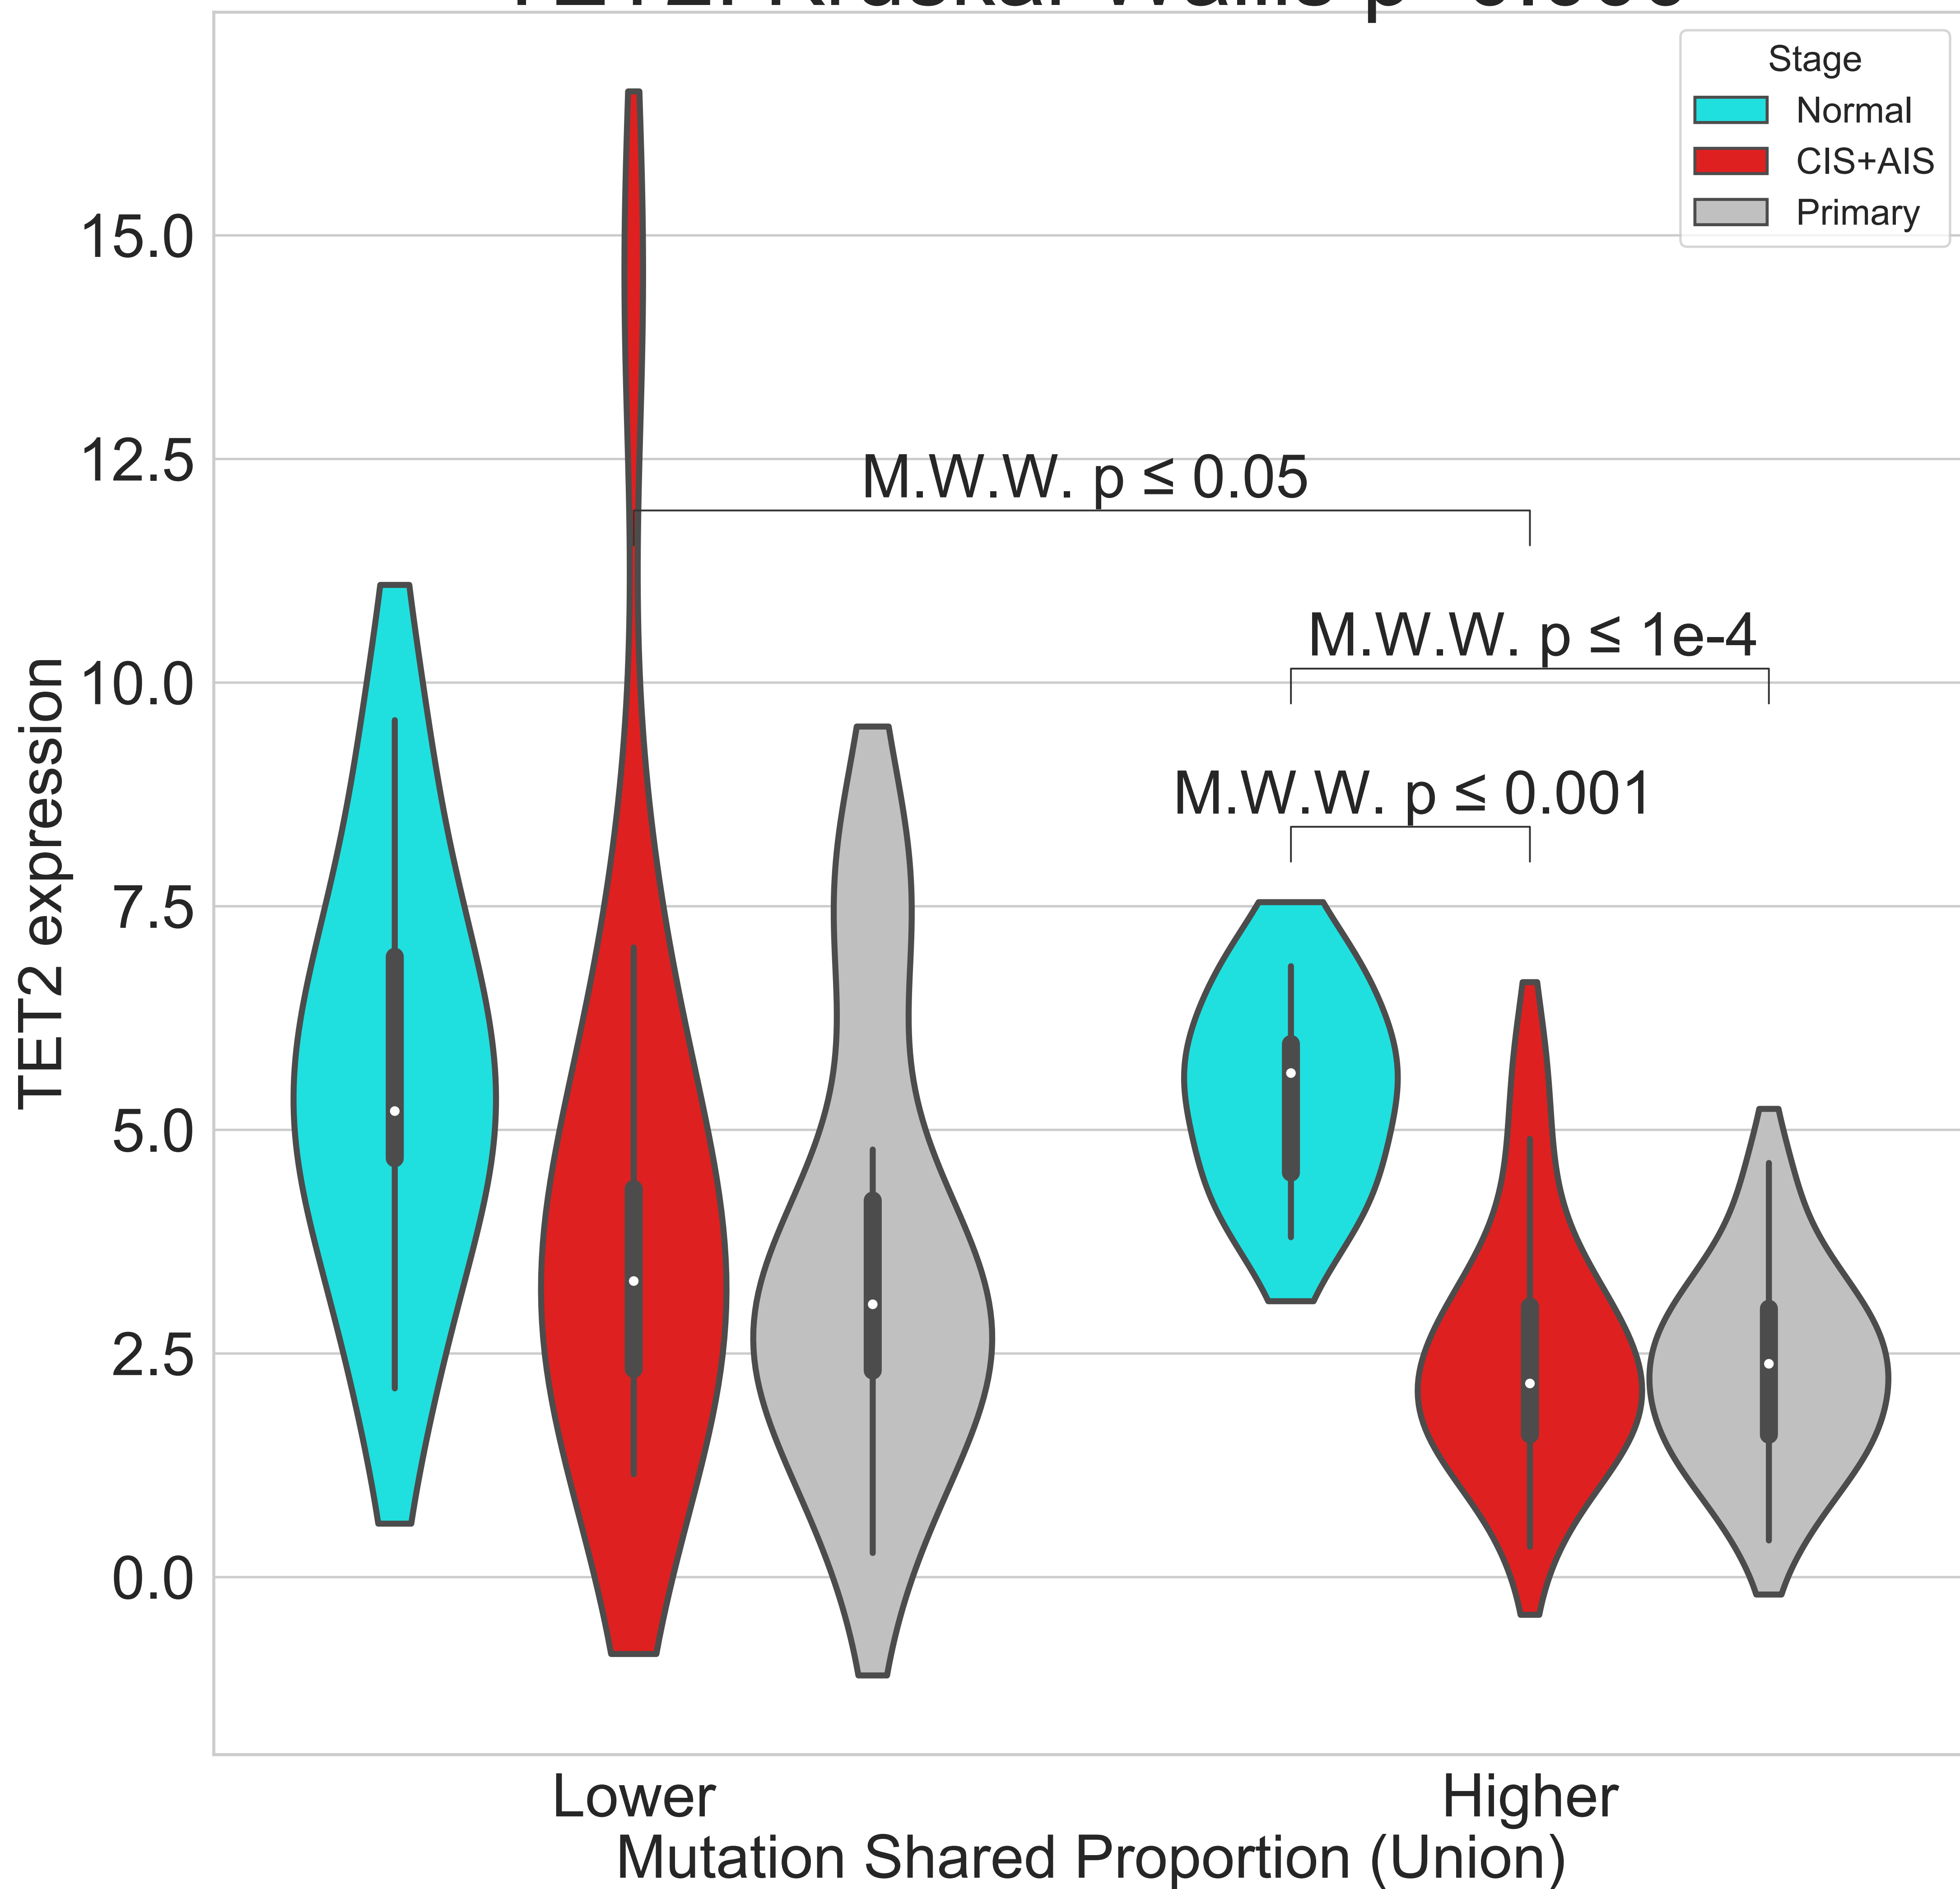 Stage
Normal
CIS+AIS
Primary
15.0
12.5
10.0
7.5
5.0
2.5
0.0
TET2 expression
M.W.W. p ≤ 0.05
M.W.W. p ≤ 1e-4
M.W.W. p ≤ 0.001
Lower
Higher
Mutation Shared Proportion (Union)